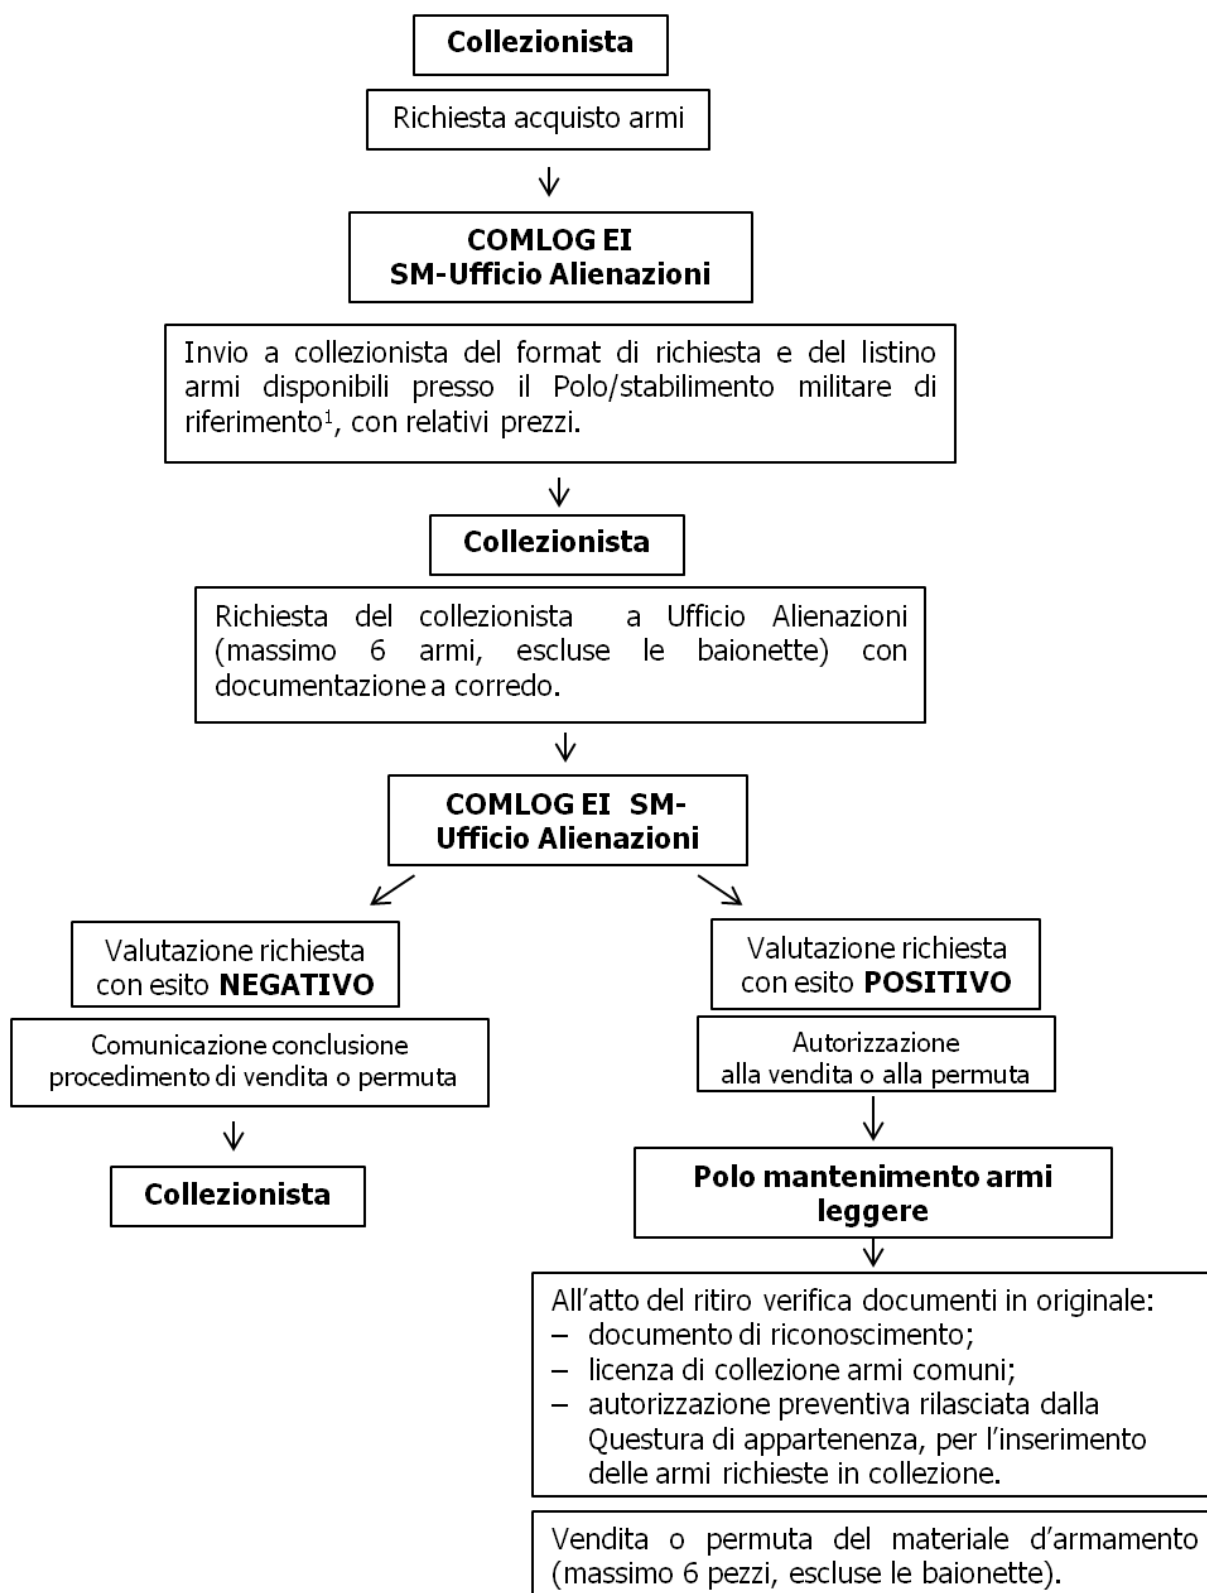 Collezionista
Richiesta acquisto armi
COMLOG EI
SM-Ufficio Alienazioni
Invio a collezionista del format di richiesta e del listino
armi disponibili presso il Polo/stabilimento militare di
riferimento¹, con relativi prezzi.
Collezionista
Richiesta del collezionista a Ufficio Alienazioni
(massimo 6 armi, escluse le baionette) con
documentazione a corredo.
COMLOG EI SM-
Ufficio Alienazioni
Valutazione richiesta
con esito NEGATIVO
Comunicazione conclusione
procedimento di vendita o permuta
Collezionista
Valutazione richiesta
con esito POSITIVO
Autorizzazione
alla vendita o alla permuta
Polo mantenimento armi
leggere
All'atto del ritiro verifica documenti in originale:
– documento di riconoscimento;
– licenza di collezione armi comuni;
– autorizzazione preventiva rilasciata dalla
Questura di appartenenza, per l'inserimento
delle armi richieste in collezione.
Vendita o permuta del materiale d'armamento
(massimo 6 pezzi, escluse le baionette).